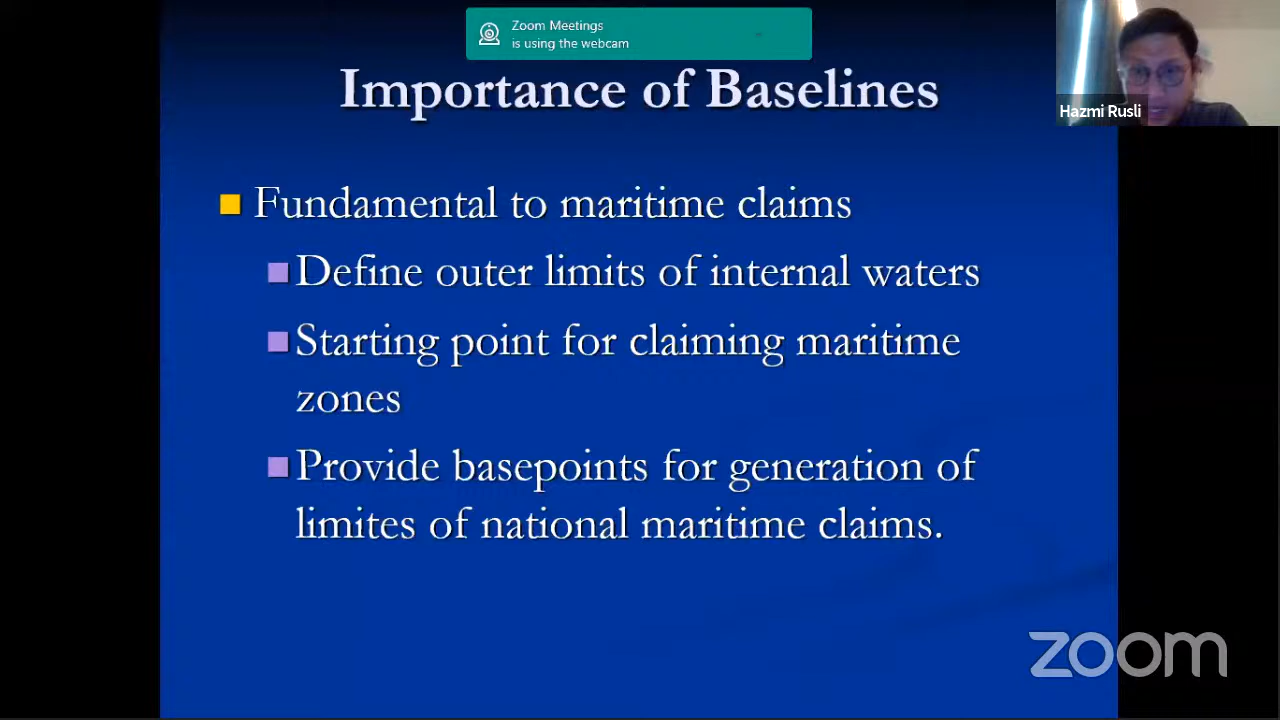 Zoom Meetings
is using the webcam
Importance of Baselines
Hazmi Rusli
Fundamental to maritime claims
Define outer limits of internal waters
Starting point for claiming maritime
zones
Provide basepoints for generation of
limites of national maritime claims.
zoom